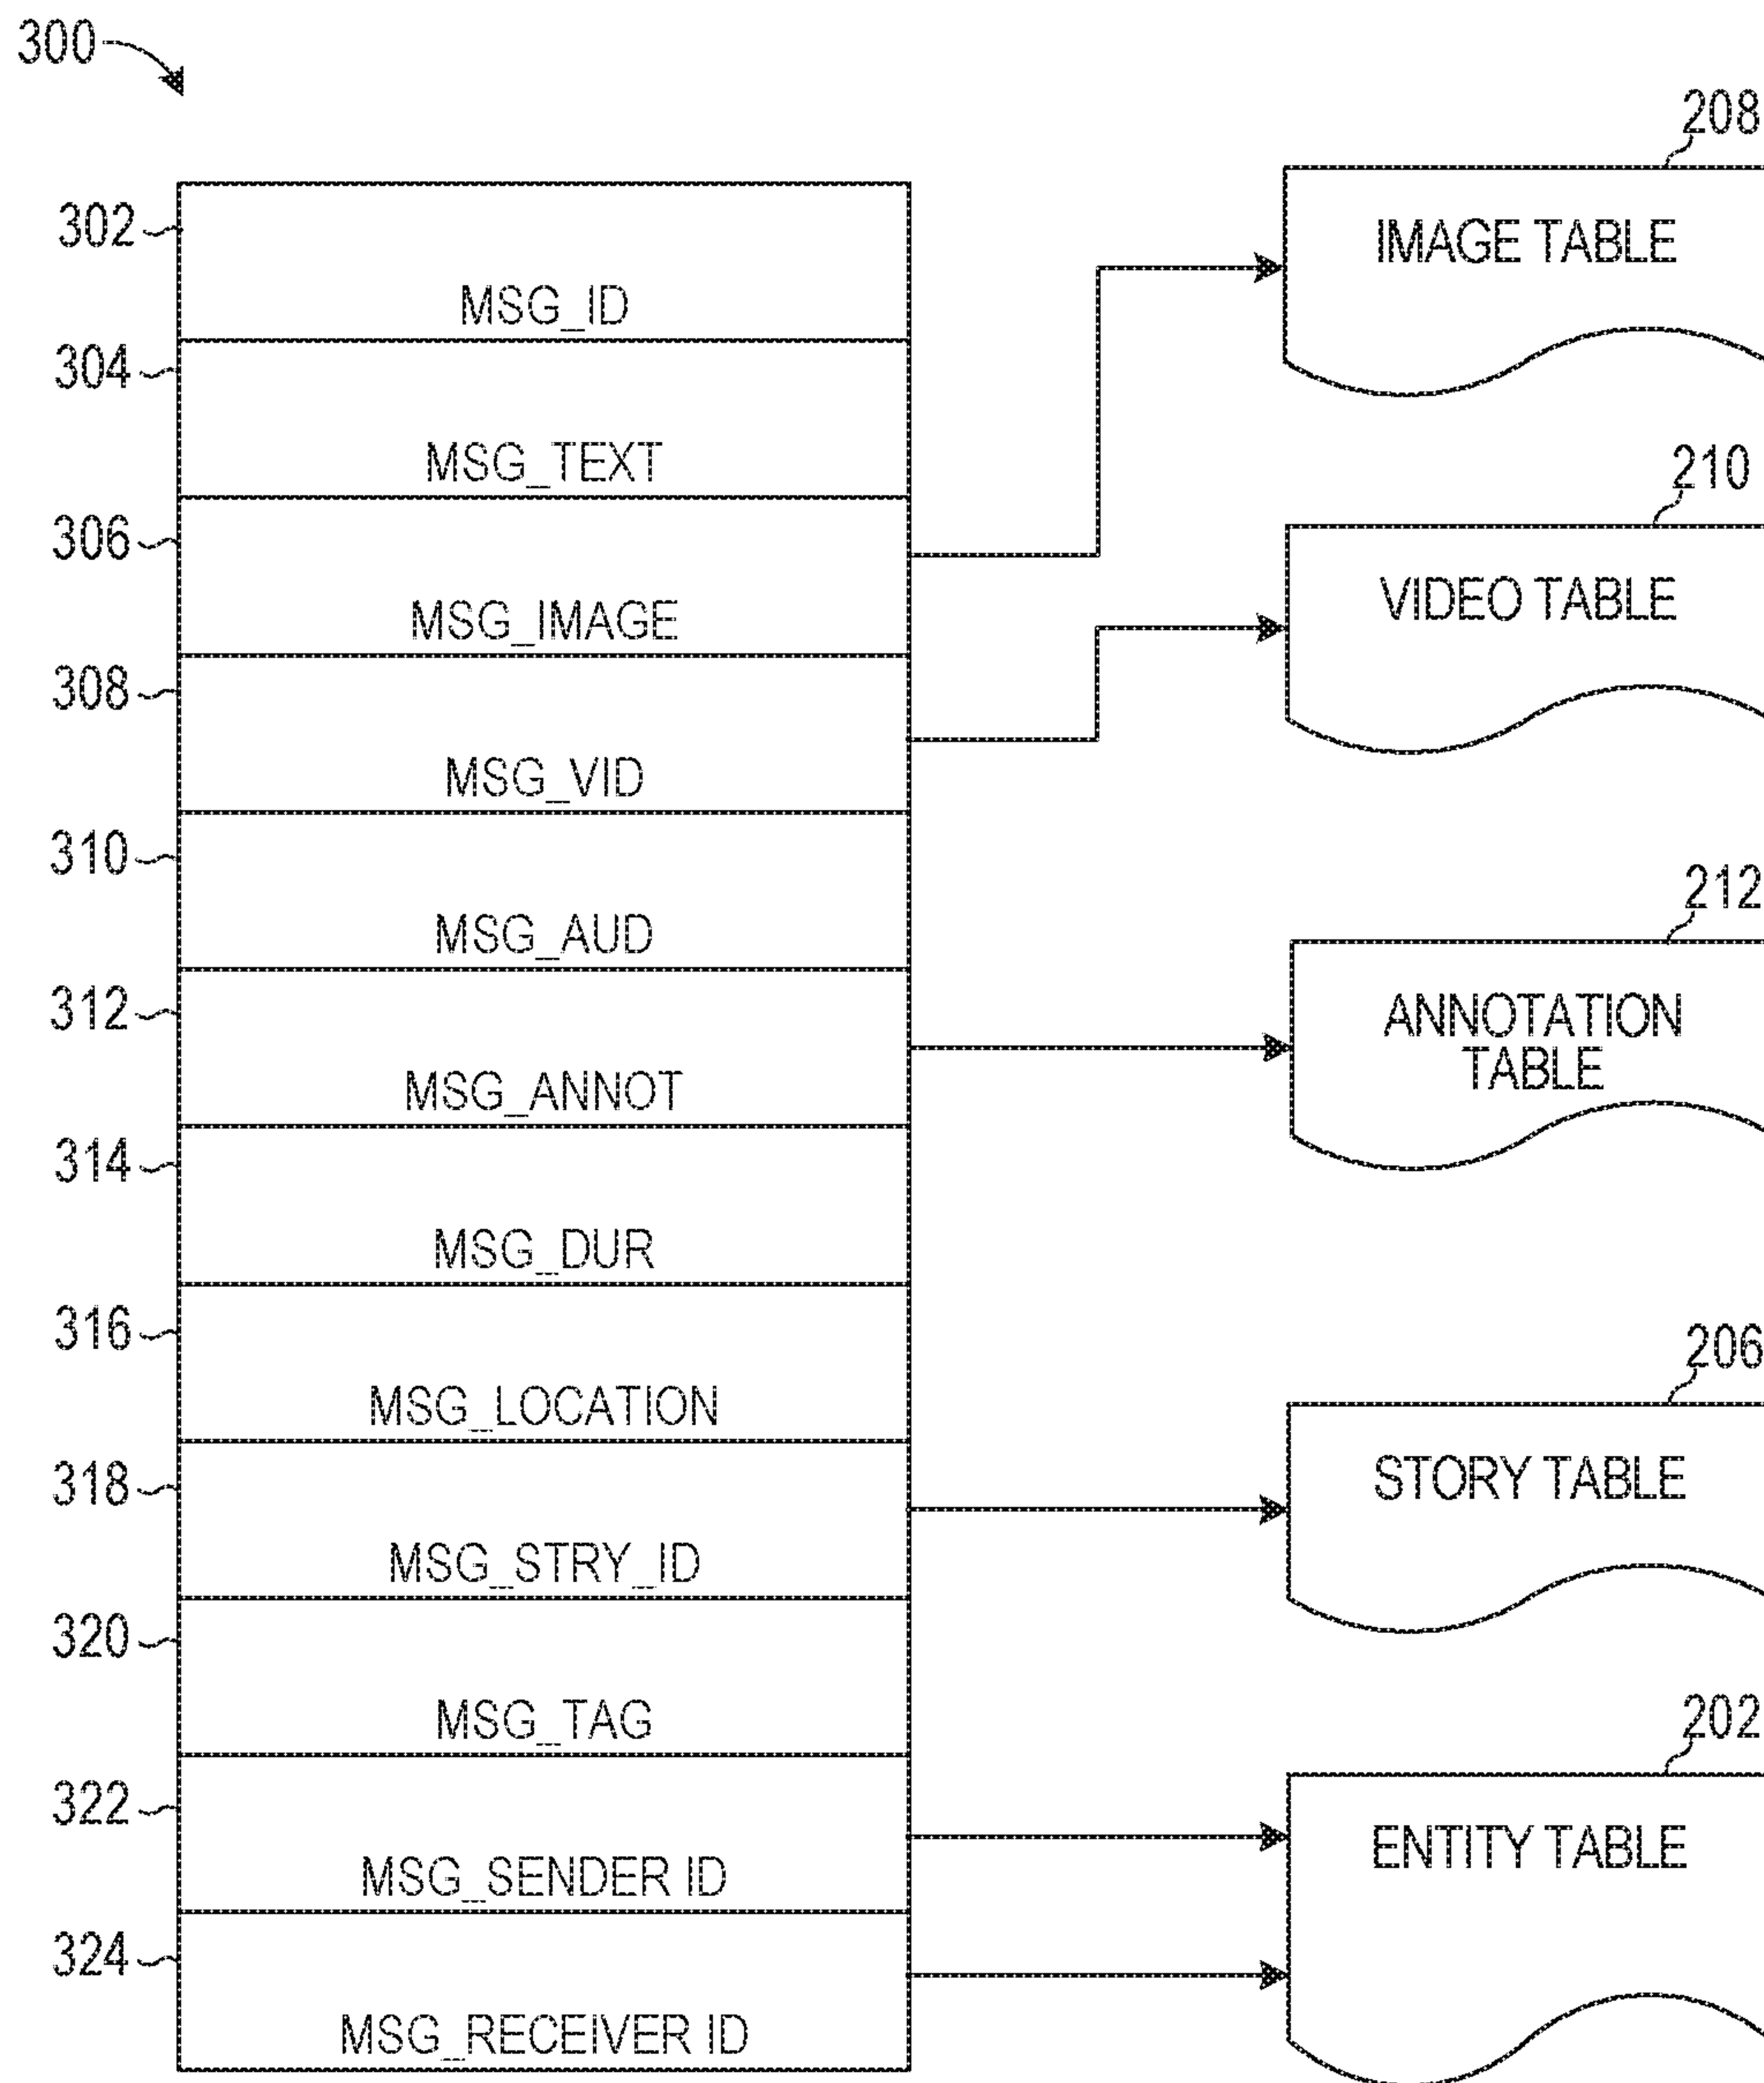 300
208
302
IMAGE TABLE
MSG_ID
304
MSG_TEXT
210
306
VIDEO TABLE
MSG_IMAGE
308
MSG_VID
310
212
MSG_AUD
312
ANNOTATION
TABLE
MSG_ANNOT
314
MSG_DUR
316
206
MSG_LOCATION
318
STORY TABLE
MSG_STRY_ID
320
202
MSG_TAG
322
ENTITY TABLE
MSG_SENDER ID
324
MSG_RECEIVER ID